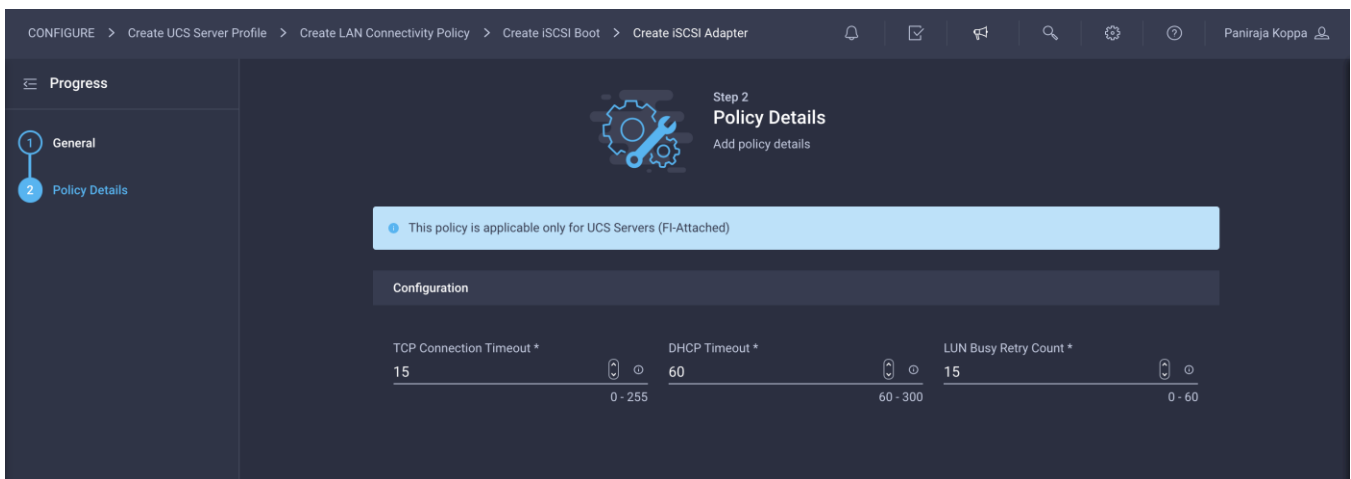 CONFIGURE > Create UCS Server Profile > Create LAN Connectivity Policy > Create iSCSI Boot > Create iSCSI Adapter Paniraja Koppa
Progress
1 General
2 Policy Details
Step 2
Policy Details
Add policy details
This policy is applicable only for UCS Servers (FI-Attached)
Configuration
TCP Connection Timeout * DHCP Timeout * LUN Busy Retry Count *
15 60 15
0 - 255 60 - 300 0 - 60